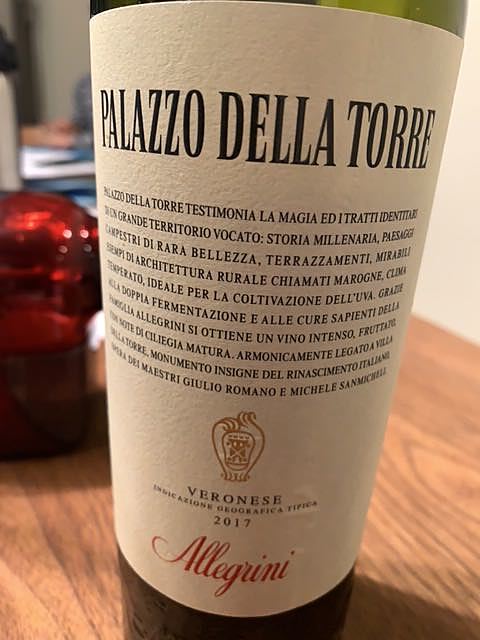 PALAZZO DELLA TORRE
PALAZZO DELLA TORRE TESTIMONIA LA MAGIA ED I TRATTI IDENTITARI
DI UN GRANDE TERRITORIO VOCATO: STORIA MILLENARIA, PAESAGGI
CAMPESTRI DI RARA BELLEZZA, TERRAZZAMENTI, MIRABILI
ESEMPI DI ARCHITETTURA RURALE CHIAMATI MAROGNE, CLIMA
TEMPERATO, IDEALE PER LA COLTIVAZIONE DELL'UVA. GRAZIE
ALLA DOPPIA FERMENTAZIONE E ALLE CURE SAPIENTI DELLA
FAMIGLIA ALLEGRINI SI OTTIENE UN VINO INTENSO, FRUTTATO,
CON NOTE DI CILIEGIA MATURA. ARMONICAMENTE LEGATO A VILLA
DELLA TORRE, MONUMENTO INSIGNE DEL RINASCIMENTO ITALIANO,
OPERA DEI MAESTRI GIULIO ROMANO E MICHELE SANMICHELI.
VERONESE
INDICAZIONE GEOGRAFICA TIPICA
2017
Allegrini